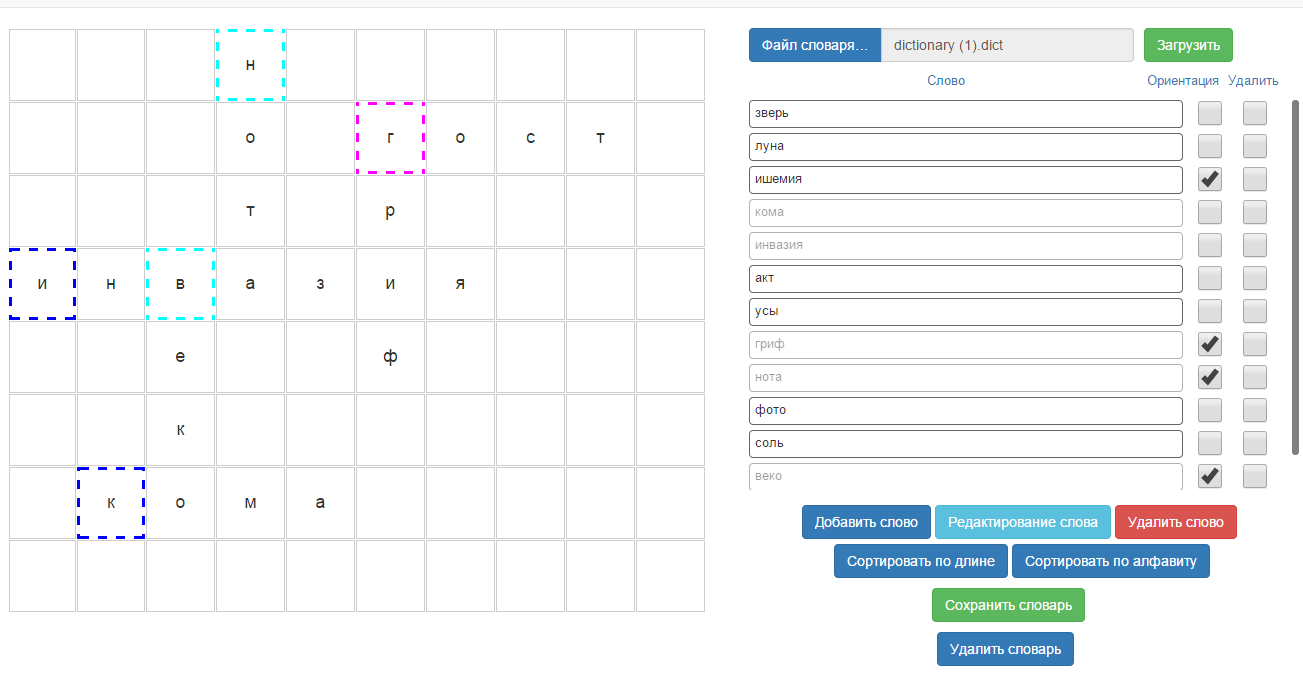 н
о г о с т
т р
и н в а з и я
е ф
к
к о м а
Файл словаря... dictionary (1).dict Загрузить
Слово Ориентация Удалить
зверь
луна
ишемия
кома
инвазия
акт
усы
гриф
нота
фото
соль
веко
Добавить слово Редактирование слова Удалить слово
Сортировать по длине Сортировать по алфавиту
Сохранить словарь
Удалить словарь